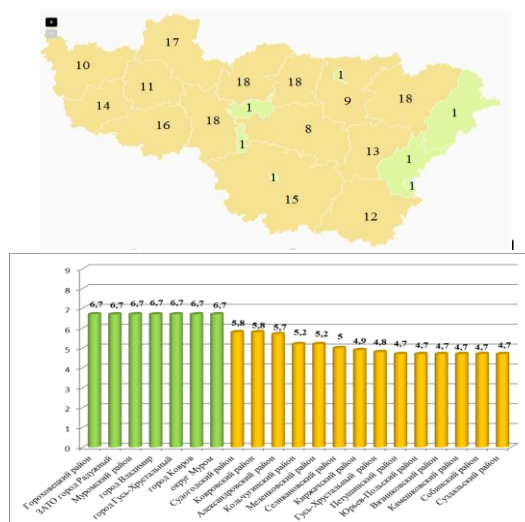 +
17
10
11
18
18
1
9
18
14
1
1
16
18
8
1
13
1
1
1
15
12
9
8
7
6
5
4
3
2
1
0
6,7 6,7 6,7 6,7 6,7 6,7 6,7 5,8 5,8 5,7 5,2 5,2 5 4,9 4,8 4,7 4,7 4,7 4,7 4,7 4,7
Гороховецкий район
ЗАТО город Радужный
Муромский район
город Владимир
город Гусь-Хрустальный
город Ковров
округ Муром
Судогодский район
Ковровский район
Александровский район
Кольчугинский район
Меленковский район
Селивановский район
Киржачский район
Гусь-Хрустальный район
Петушинский район
Юрьев-Польский район
Вязниковский район
Камешковский район
Собинский район
Суздальский район